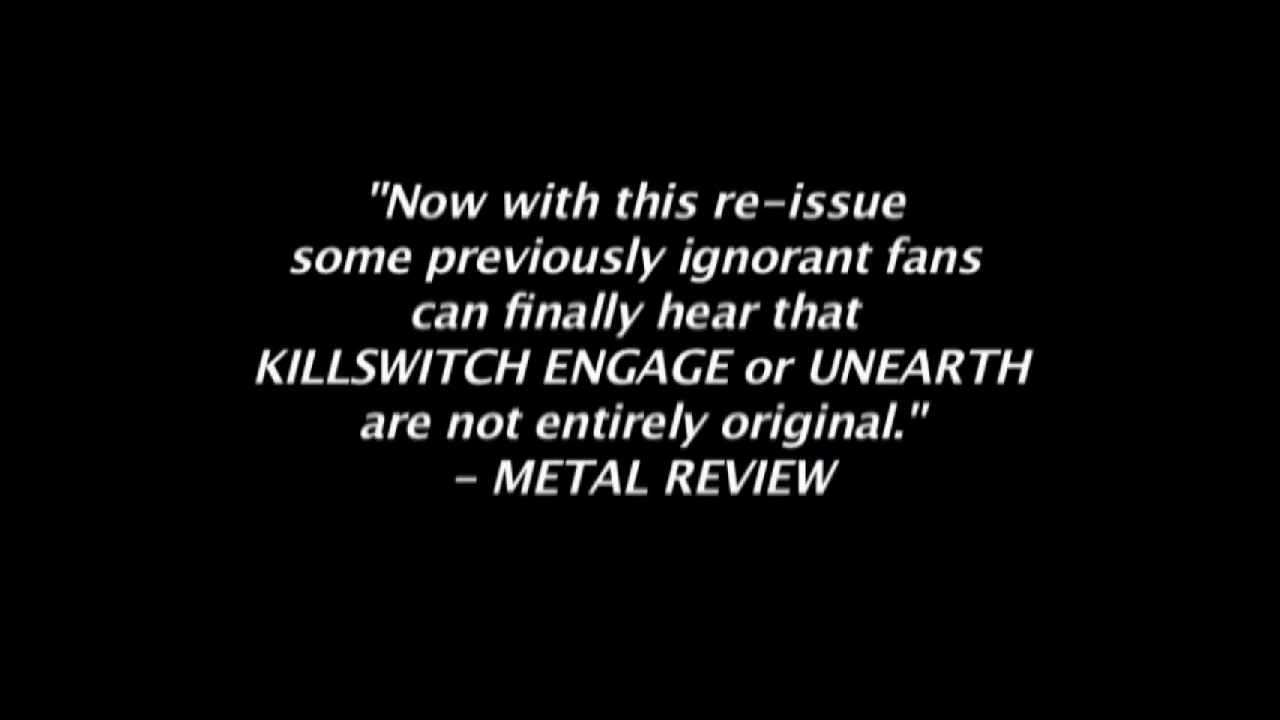 "Now with this re-issue
some previously ignorant fans
can finally hear that
KILLSWITCH ENGAGE or UNEARTH
are not entirely original."
- METAL REVIEW